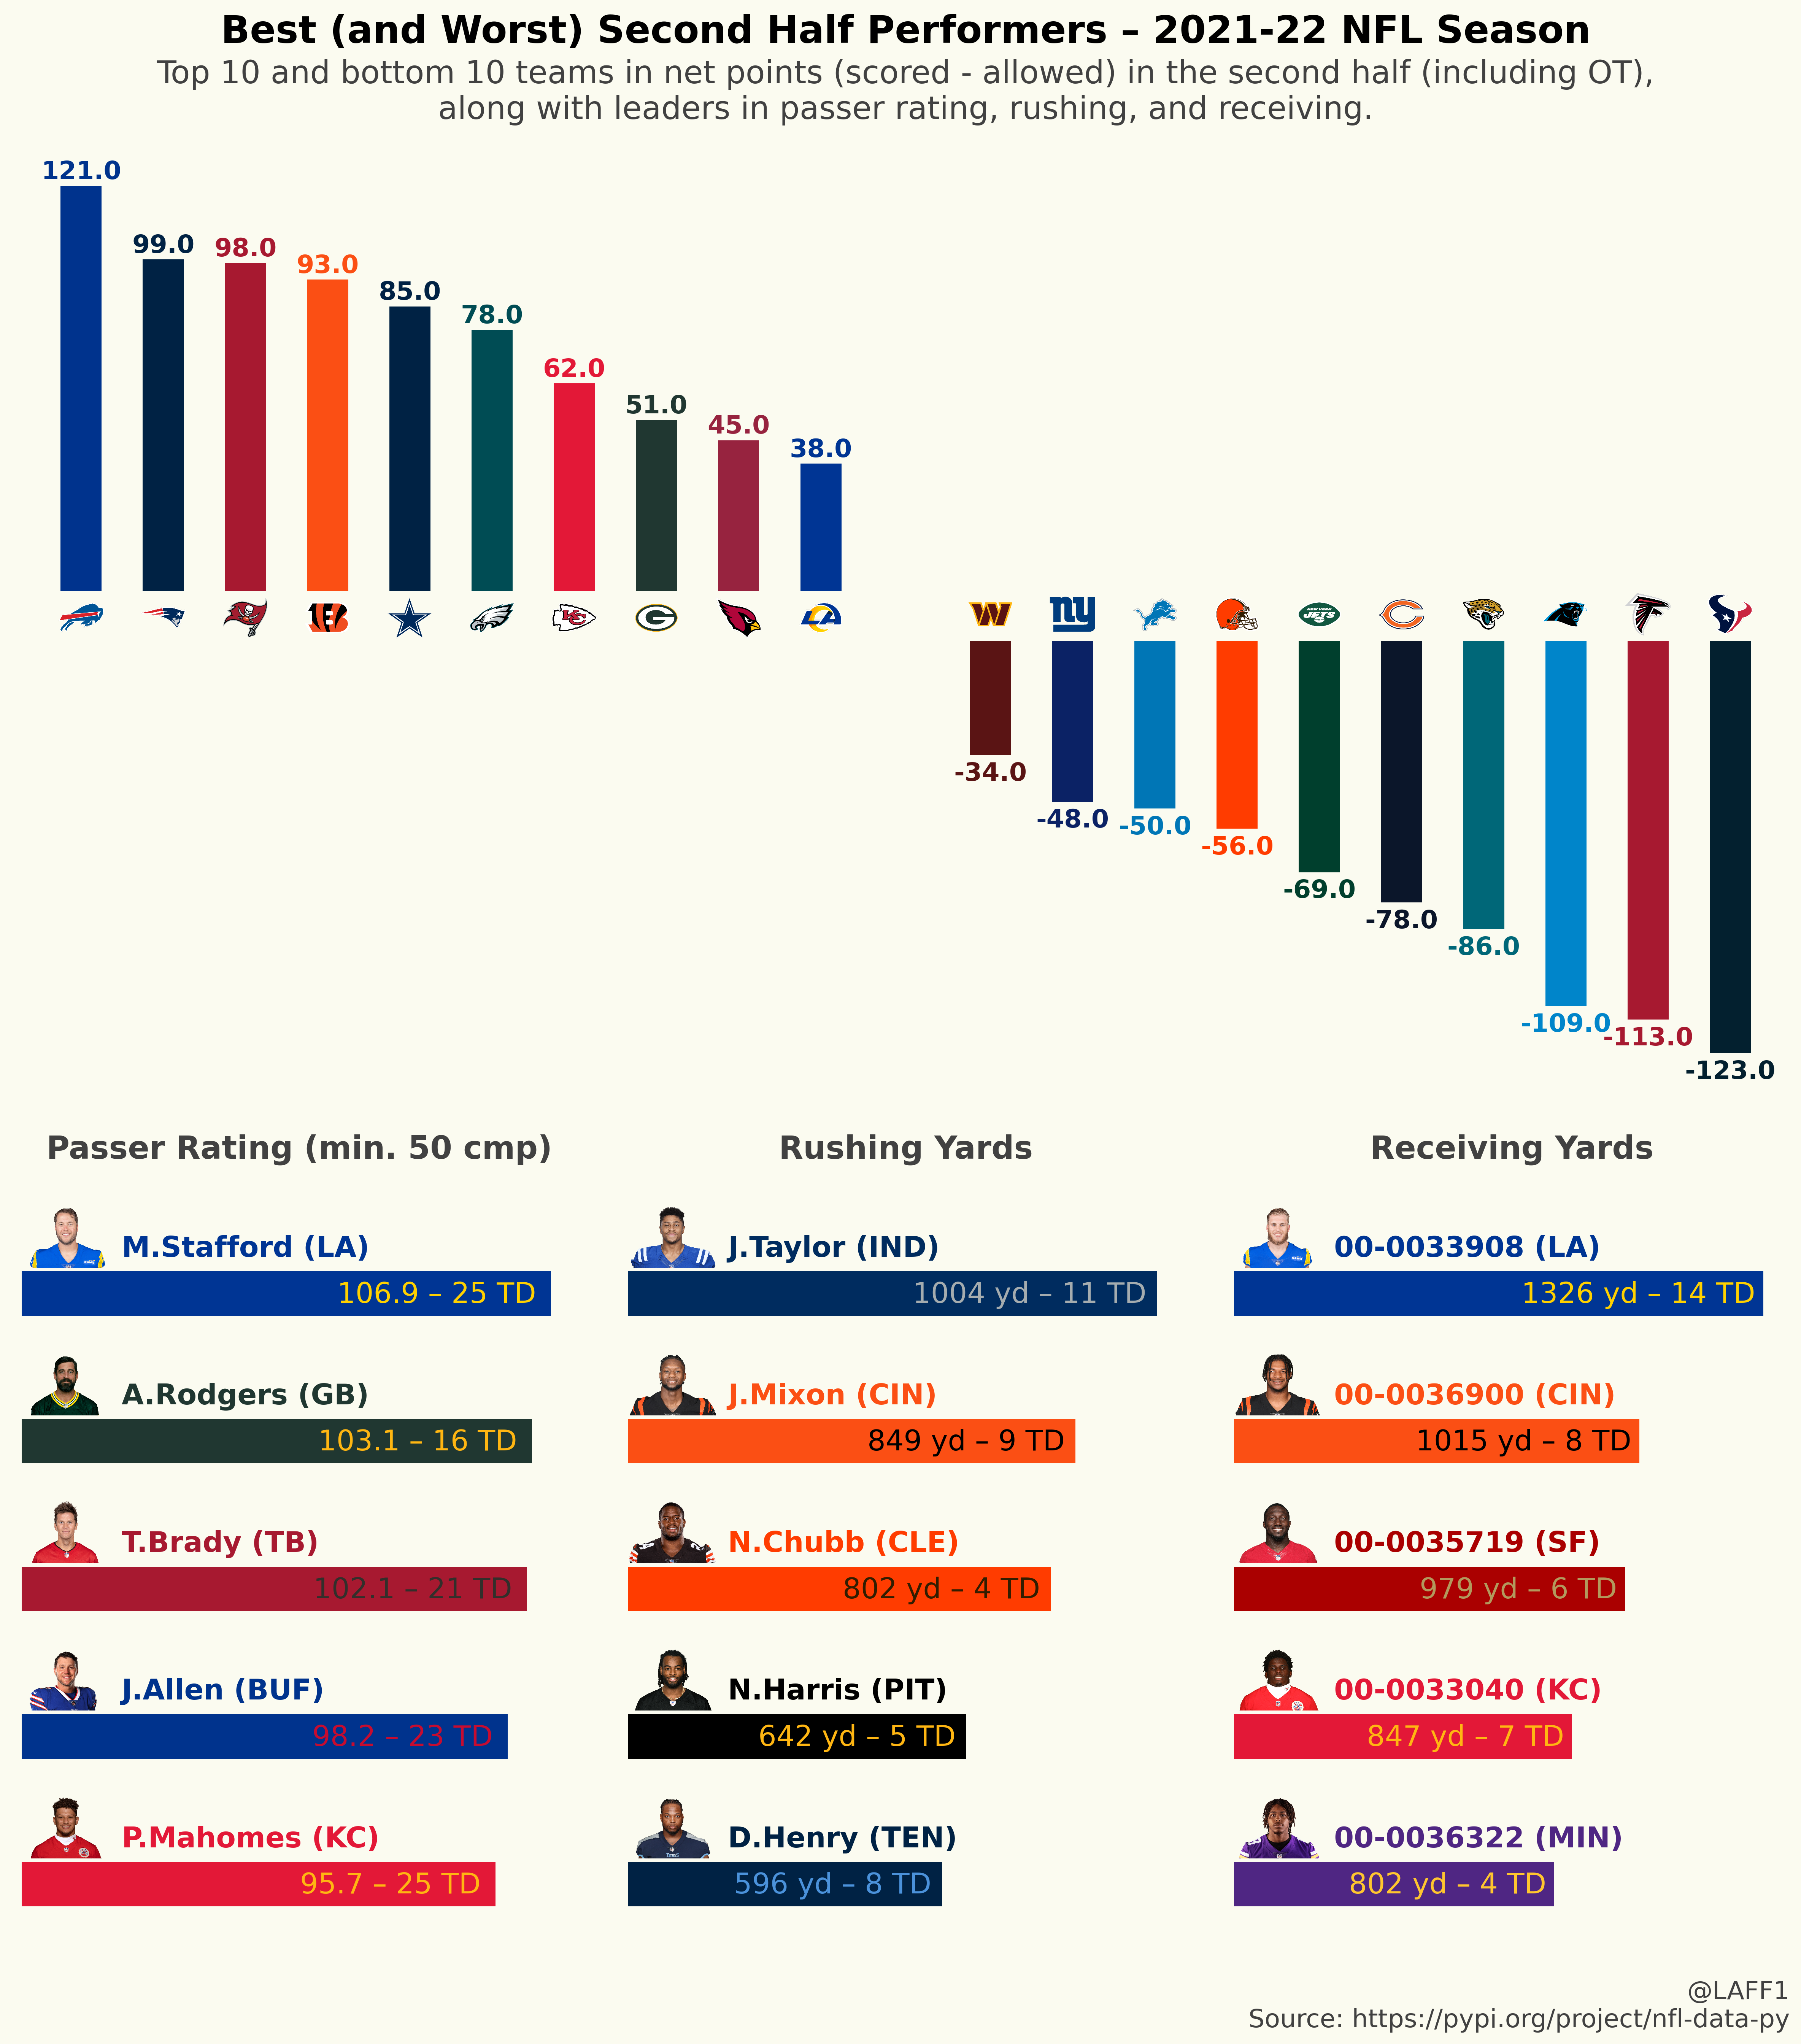 Best (and Worst) Second Half Performers – 2021-22 NFL Season
Top 10 and bottom 10 teams in net points (scored - allowed) in the second half (including OT),
along with leaders in passer rating, rushing, and receiving.
121.0
99.0
98.0
93.0
85.0
78.0
62.0
51.0
45.0
38.0
B
KC
G
LA
W
ny
NEW YORK
JETS
C
-34.0
-48.0
-50.0
-56.0
-69.0
-78.0
-86.0
-109.0
-113.0
-123.0
Passer Rating (min. 50 cmp)
M.Stafford (LA)
106.9 – 25 TD
A.Rodgers (GB)
103.1 – 16 TD
T.Brady (TB)
102.1 – 21 TD
J.Allen (BUF)
98.2 – 23 TD
P.Mahomes (KC)
95.7 – 25 TD
Rushing Yards
J.Taylor (IND)
1004 yd – 11 TD
J.Mixon (CIN)
849 yd – 9 TD
N.Chubb (CLE)
802 yd – 4 TD
N.Harris (PIT)
642 yd – 5 TD
D.Henry (TEN)
596 yd – 8 TD
Receiving Yards
00-0033908 (LA)
1326 yd – 14 TD
00-0036900 (CIN)
1015 yd – 8 TD
00-0035719 (SF)
979 yd – 6 TD
00-0033040 (KC)
847 yd – 7 TD
00-0036322 (MIN)
802 yd – 4 TD
@LAFF1
Source: https://pypi.org/project/nfl-data-py